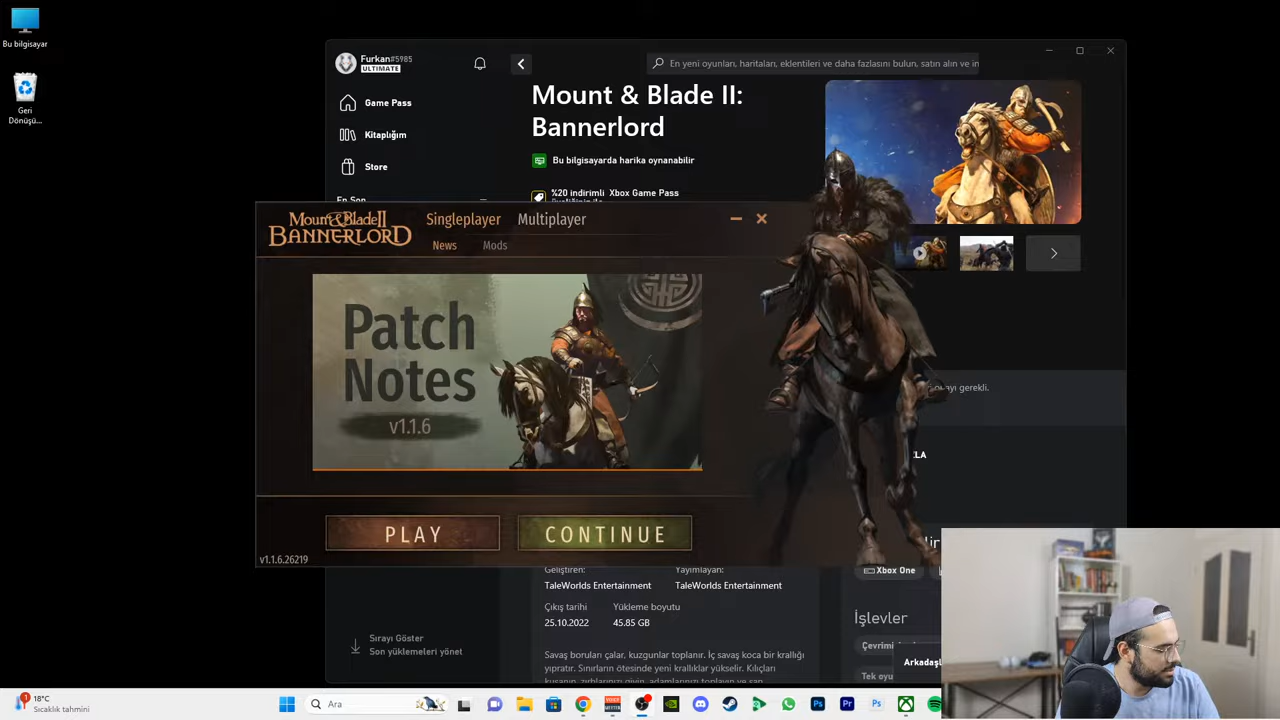 Bu bilgisayar
Geri
Dönüşü...
Furkan#5985
ULTIMATE
En yeni oyunları, haritaları, eklentileri ve daha fazlasını bulun, satın alın ve in
Game Pass
Kitaplığım
Store
En Son
Mount & Blade II:
Bannerlord
Bu bilgisayarda harika oynanabilir
%20 indirimli Xbox Game Pass
Mount & Blade II
BANNERLORD
Singleplayer
Multiplayer
News
Mods
Patch
Notes
v1.1.6
PLAY
CONTINUE
v1.1.6.26219
gerekli.
Geliştiren:
TaleWorlds Entertainment
Yayımlayan:
TaleWorlds Entertainment
Çıkış tarihi
25.10.2022
Yükleme boyutu
45.85 GB
Savaş boruları çalar, kuzgunlar toplanır. İç savaş koca bir krallığı
yıpratır. Sınırların ötesinde yeni krallıklar yükselir. Kılıçları
Xbox One
İşlevler
Sırayı Göster
Son yüklemeleri yönet
18°C
Sıcaklık tahmini
Ara